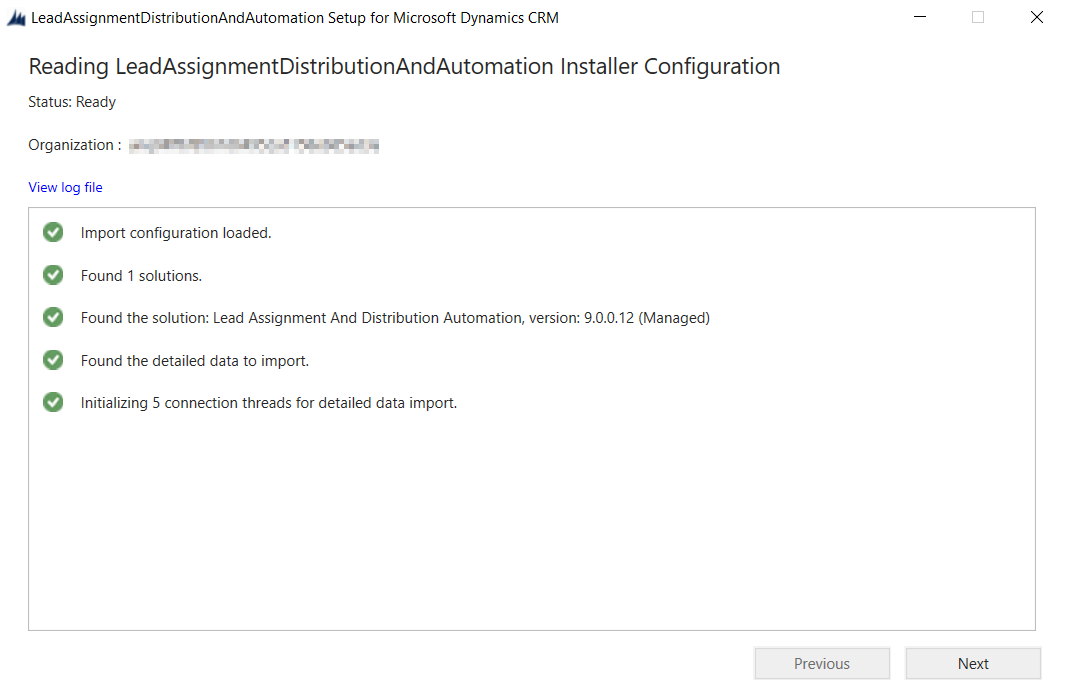 LeadAssignmentDistributionAndAutomation Setup for Microsoft Dynamics CRM
Reading LeadAssignmentDistributionAndAutomation Installer Configuration
Status: Ready
Organization :
View log file
Import configuration loaded.
Found 1 solutions.
Found the solution: Lead Assignment And Distribution Automation, version: 9.0.0.12 (Managed)
Found the detailed data to import.
Initializing 5 connection threads for detailed data import.
Previous
Next